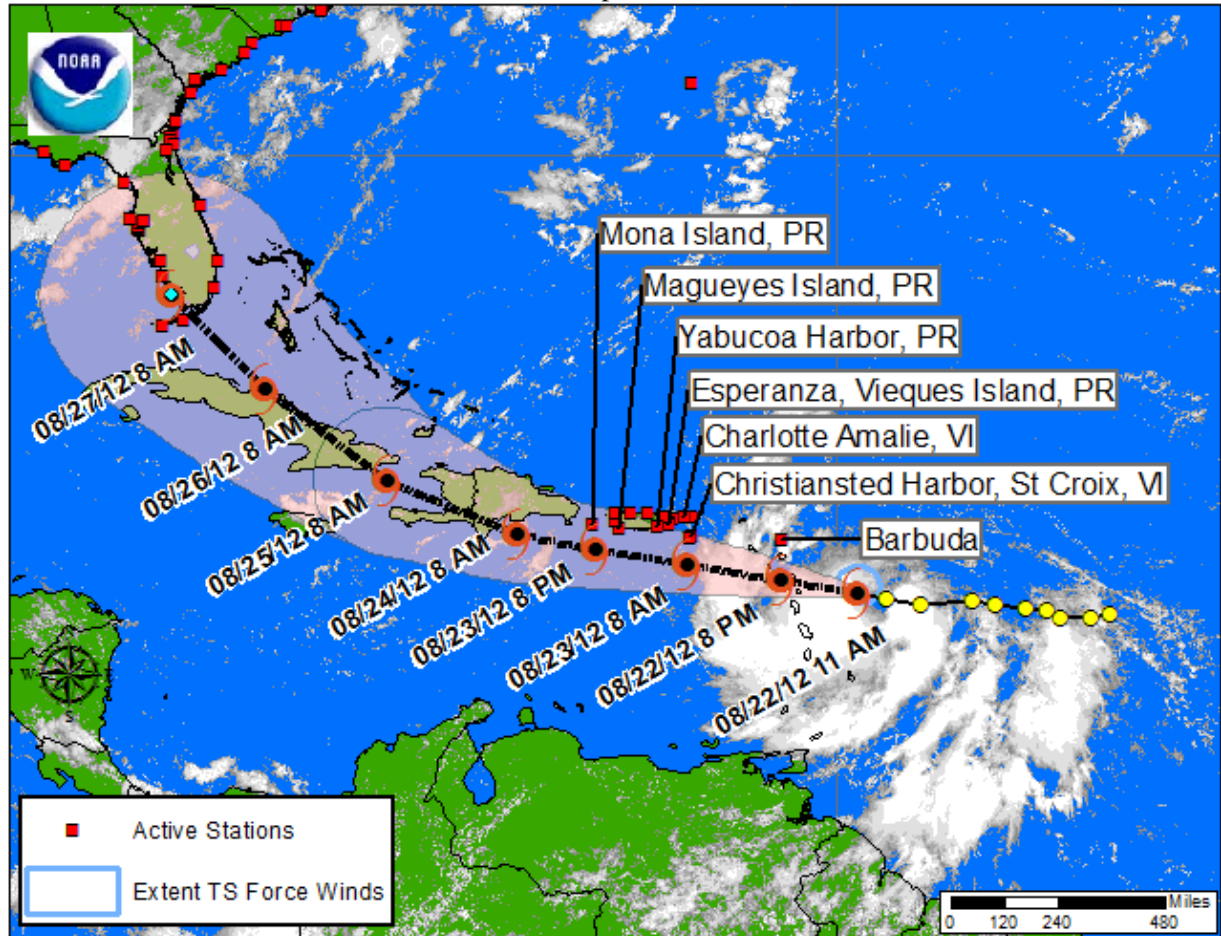 NOAA
Mona Island, PR
Magueyes Island, PR
Yabucoa Harbor, PR
Esperanza, Vieques Island, PR
Charlotte Amalie, VI
Christiansted Harbor, St Croix, VI
Barbuda
08/27/12 8 AM
08/26/12 8 AM
08/25/12 8 AM
08/24/12 8 AM
08/23/12 8 PM
08/23/12 8 AM
08/22/12 8 PM
08/22/12 11 AM
W
S
Active Stations
Extent TS Force Winds
Miles
0 120 240 480